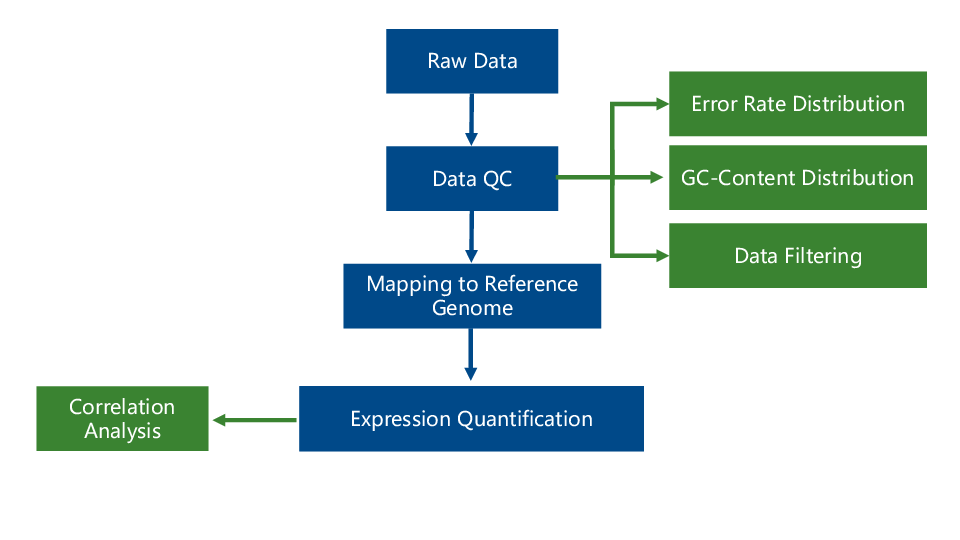 Raw Data
Error Rate Distribution
Data QC
GC-Content Distribution
Data Filtering
Mapping to Reference
Genome
Correlation
Analysis
Expression Quantification